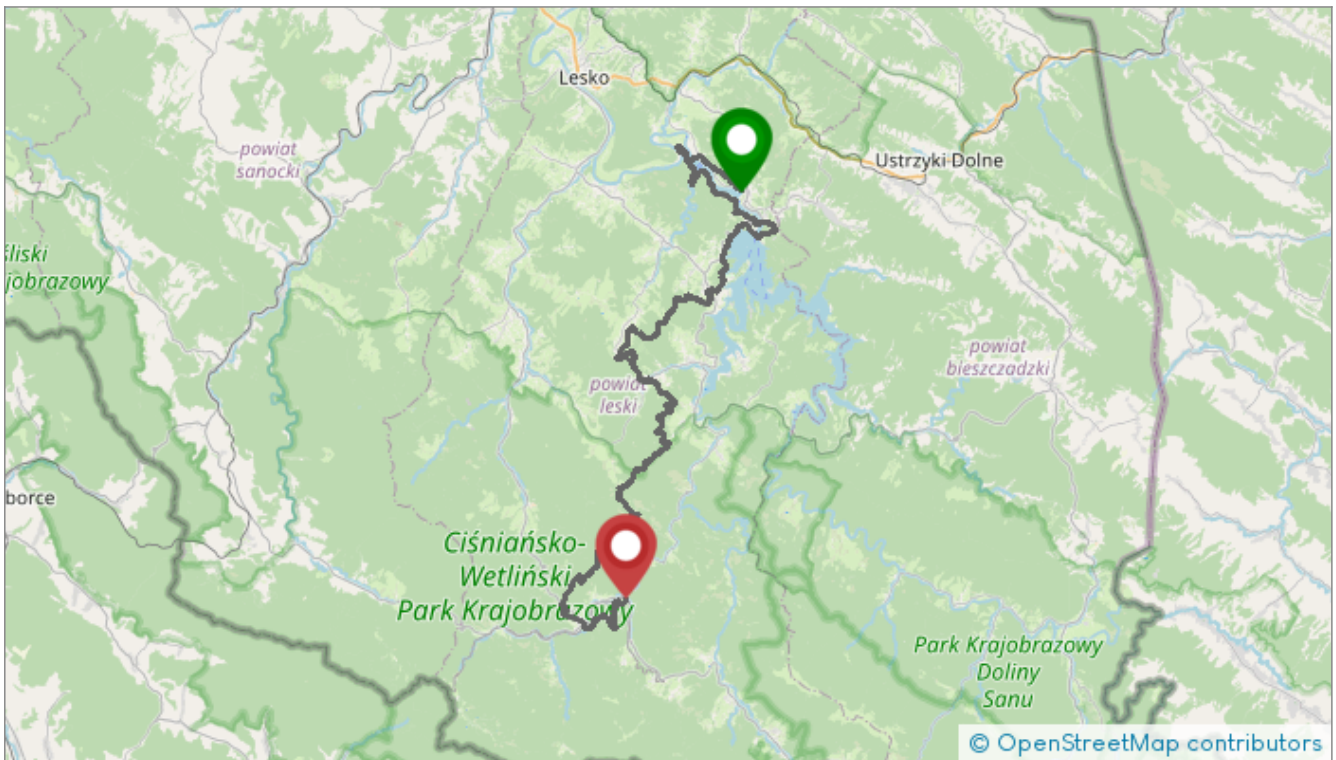 Lesko
powiat
sanocki
Ustrzyki Dolne
śliski
jobrazowy
powiat
bieszczadzki
powiat
leski
borce
Ciśniańsko-
Wetliński
Park Krajobrazowy
Park Krajobrazowy
Doliny
Sanu
© OpenStreetMap contributors